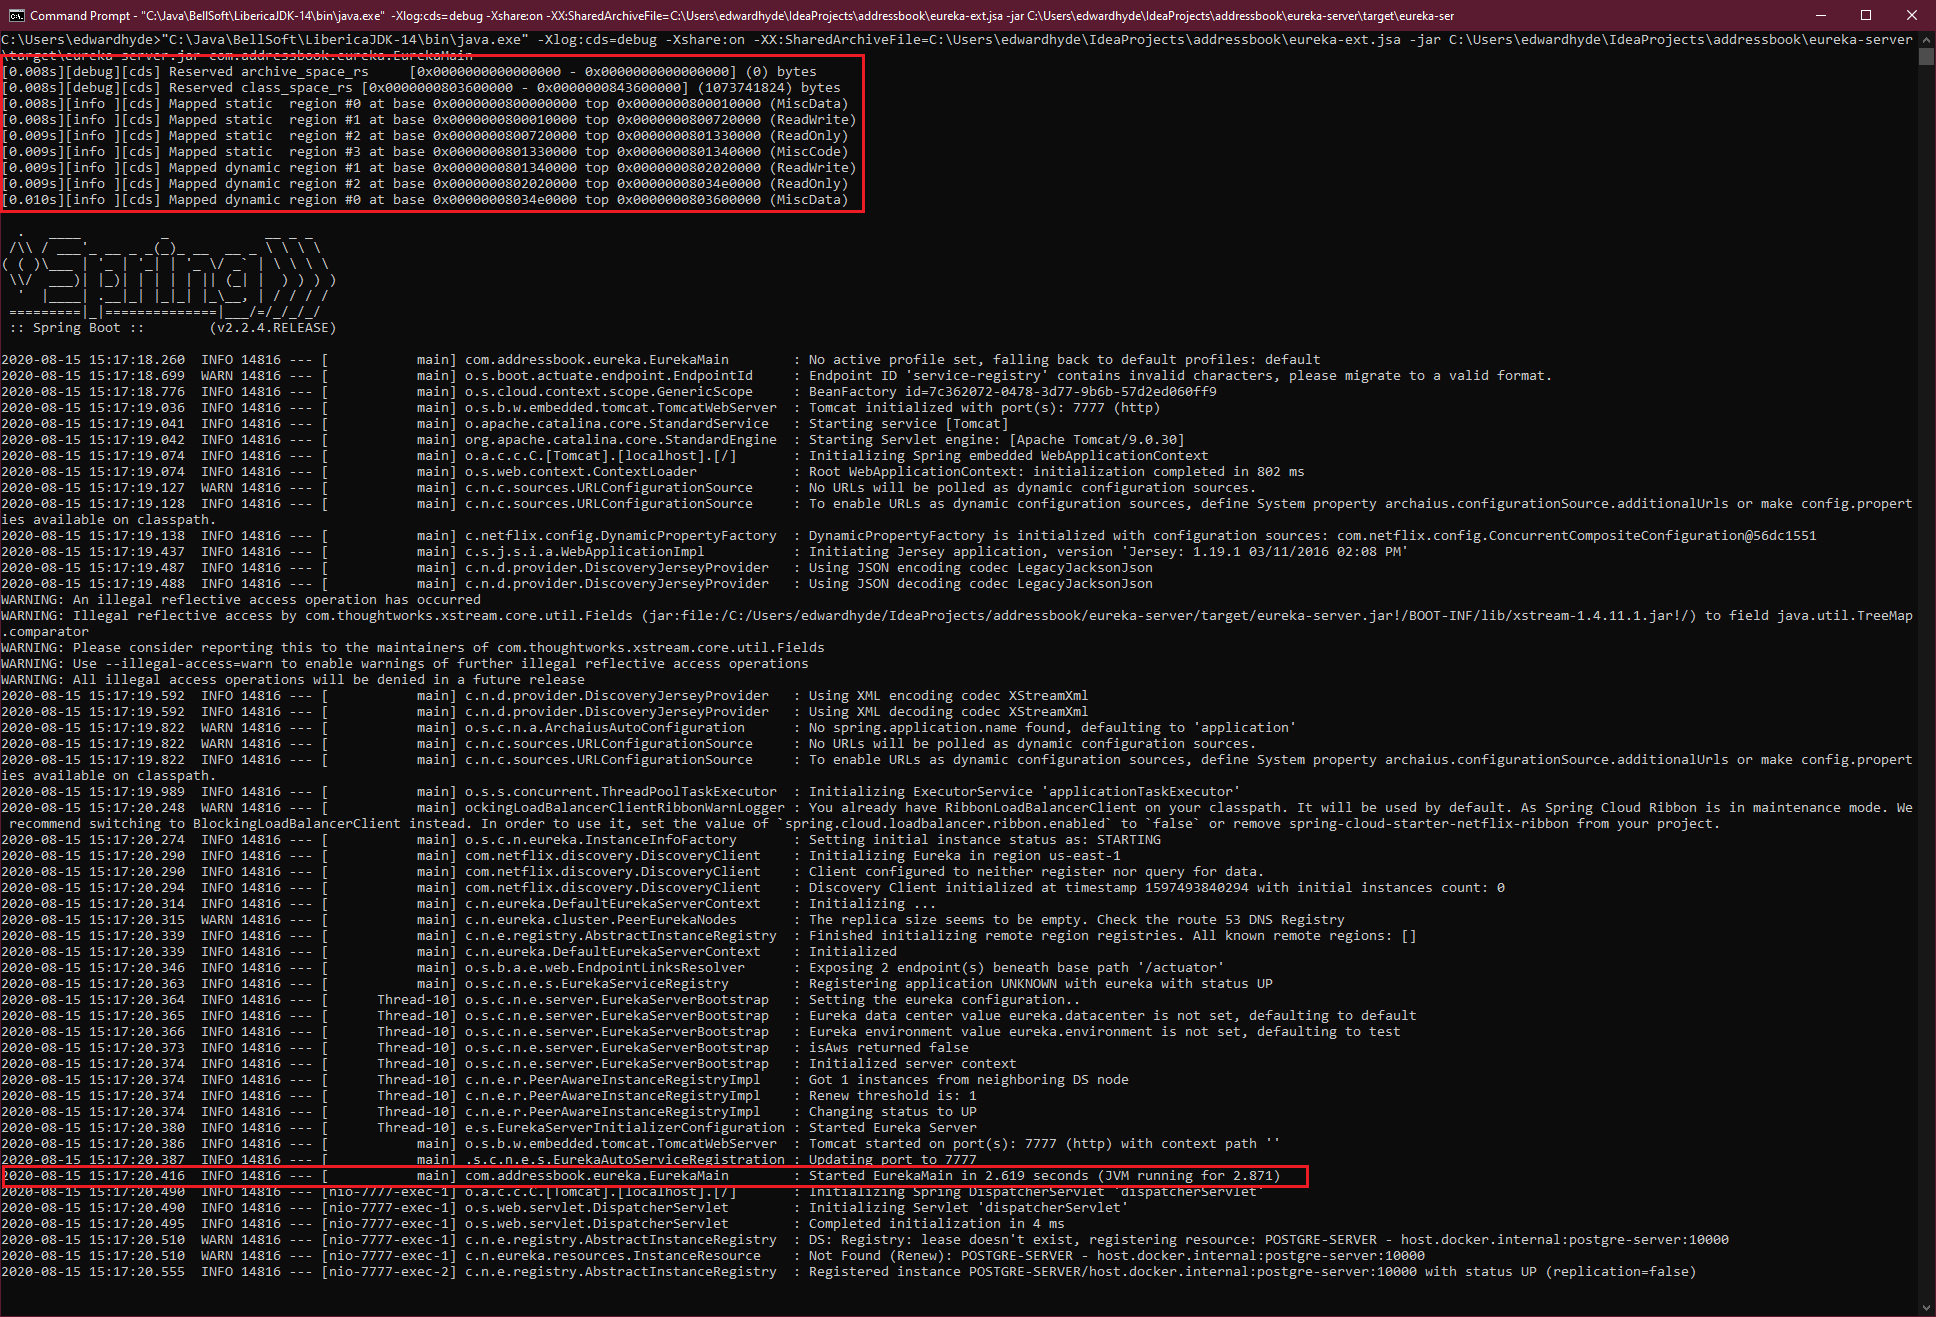 Command Prompt - "C:\Java\BellSoft\LibericaJDK-14\bin\java.exe"  -Xlog:cds=debug -Xshare:on -XX:SharedArchiveFile=C:\Users\edwardhyde\IdeaProjects\addressbook\eureka-ext.jsa -jar C:\Users\edwardhyde\IdeaProjects\addressbook\eureka-server\target\eureka-ser
C:\Users\edwardhyde>"C:\Java\BellSoft\LibericaJDK-14\bin\java.exe" -Xlog:cds=debug -Xshare:on -XX:SharedArchiveFile=C:\Users\edwardhyde\IdeaProjects\addressbook\eureka-ext.jsa -jar C:\Users\edwardhyde\IdeaProjects\addressbook\eureka-server
\target\eureka-server.jar com.addressbook.eureka.EurekaMain
[0.008s][debug][cds] Reserved archive_space_rs     [0x0000000000000000 - 0x0000000000000000] (0) bytes
[0.008s][debug][cds] Reserved class_space_rs [0x0000000803600000 - 0x0000000843600000] (1073741824) bytes
[0.008s][info ][cds] Mapped static  region #0 at base 0x0000000800000000 top 0x0000000800010000 (MiscData)
[0.008s][info ][cds] Mapped static  region #1 at base 0x0000000800010000 top 0x0000000800720000 (ReadWrite)
[0.009s][info ][cds] Mapped static  region #2 at base 0x0000000800720000 top 0x0000000801330000 (ReadOnly)
[0.009s][info ][cds] Mapped static  region #3 at base 0x0000000801330000 top 0x0000000801340000 (MiscCode)
[0.009s][info ][cds] Mapped dynamic region #1 at base 0x0000000801340000 top 0x0000000802020000 (ReadWrite)
[0.009s][info ][cds] Mapped dynamic region #2 at base 0x0000000802020000 top 0x00000008034e0000 (ReadOnly)
[0.010s][info ][cds] Mapped dynamic region #0 at base 0x00000008034e0000 top 0x0000000803600000 (MiscData)
  .   ____          _            __ _ _
 /\\ / ___'_ __ _ _(_)_ __  __ _ \ \ \ \
( ( )\___ | '_ | '_| | '_ \/ _` | \ \ \ \
 \\/  ___)| |_)| | | | | || (_| |  ) ) ) )
  '  |____| .__|_| |_|_| |_\__, | / / / /
 =========|_|==============|___/=/_/_/_/
 :: Spring Boot ::        (v2.2.4.RELEASE)
2020-08-15 15:17:18.260  INFO 14816 --- [           main] com.addressbook.eureka.EurekaMain        : No active profile set, falling back to default profiles: default
2020-08-15 15:17:18.699  WARN 14816 --- [           main] o.s.boot.actuate.endpoint.EndpointId     : Endpoint ID 'service-registry' contains invalid characters, please migrate to a valid format.
2020-08-15 15:17:18.776  INFO 14816 --- [           main] o.s.cloud.context.scope.GenericScope     : BeanFactory id=7c362072-0478-3d77-9b6b-57d2ed060ff9
2020-08-15 15:17:19.036  INFO 14816 --- [           main] o.s.b.w.embedded.tomcat.TomcatWebServer  : Tomcat initialized with port(s): 7777 (http)
2020-08-15 15:17:19.041  INFO 14816 --- [           main] o.apache.catalina.core.StandardService   : Starting service [Tomcat]
2020-08-15 15:17:19.042  INFO 14816 --- [           main] org.apache.catalina.core.StandardEngine  : Starting Servlet engine: [Apache Tomcat/9.0.30]
2020-08-15 15:17:19.074  INFO 14816 --- [           main] o.a.c.c.C.[Tomcat].[localhost].[/]       : Initializing Spring embedded WebApplicationContext
2020-08-15 15:17:19.074  INFO 14816 --- [           main] o.s.web.context.ContextLoader            : Root WebApplicationContext: initialization completed in 802 ms
2020-08-15 15:17:19.127  WARN 14816 --- [           main] c.n.c.sources.URLConfigurationSource     : No URLs will be polled as dynamic configuration sources.
2020-08-15 15:17:19.128  INFO 14816 --- [           main] c.n.c.sources.URLConfigurationSource     : To enable URLs as dynamic configuration sources, define System property archaius.configurationSource.additionalUrls or make config.propert
ies available on classpath.
2020-08-15 15:17:19.138  INFO 14816 --- [           main] c.netflix.config.DynamicPropertyFactory  : DynamicPropertyFactory is initialized with configuration sources: com.netflix.config.ConcurrentCompositeConfiguration@56dc1551
2020-08-15 15:17:19.437  INFO 14816 --- [           main] c.s.j.s.i.a.WebApplicationImpl           : Initiating Jersey application, version 'Jersey: 1.19.1 03/11/2016 02:08 PM'
2020-08-15 15:17:19.487  INFO 14816 --- [           main] c.n.d.provider.DiscoveryJerseyProvider   : Using JSON encoding codec LegacyJacksonJson
2020-08-15 15:17:19.488  INFO 14816 --- [           main] c.n.d.provider.DiscoveryJerseyProvider   : Using JSON decoding codec LegacyJacksonJson
WARNING: An illegal reflective access operation has occurred
WARNING: Illegal reflective access by com.thoughtworks.xstream.core.util.Fields (jar:file:/C:/Users/edwardhyde/IdeaProjects/addressbook/eureka-server/target/eureka-server.jar!/BOOT-INF/lib/xstream-1.4.11.1.jar!/) to field java.util.TreeMap
.comparator
WARNING: Please consider reporting this to the maintainers of com.thoughtworks.xstream.core.util.Fields
WARNING: Use --illegal-access=warn to enable warnings of further illegal reflective access operations
WARNING: All illegal access operations will be denied in a future release
2020-08-15 15:17:19.592  INFO 14816 --- [           main] c.n.d.provider.DiscoveryJerseyProvider   : Using XML encoding codec XStreamXml
2020-08-15 15:17:19.592  INFO 14816 --- [           main] c.n.d.provider.DiscoveryJerseyProvider   : Using XML decoding codec XStreamXml
2020-08-15 15:17:19.822  WARN 14816 --- [           main] o.s.c.n.a.ArchaiusAutoConfiguration      : No spring.application.name found, defaulting to 'application'
2020-08-15 15:17:19.822  WARN 14816 --- [           main] c.n.c.sources.URLConfigurationSource     : No URLs will be polled as dynamic configuration sources.
2020-08-15 15:17:19.822  INFO 14816 --- [           main] c.n.c.sources.URLConfigurationSource     : To enable URLs as dynamic configuration sources, define System property archaius.configurationSource.additionalUrls or make config.propert
ies available on classpath.
2020-08-15 15:17:19.989  INFO 14816 --- [           main] o.s.s.concurrent.ThreadPoolTaskExecutor  : Initializing ExecutorService 'applicationTaskExecutor'
2020-08-15 15:17:20.248  WARN 14816 --- [           main] ockingLoadBalancerClientRibbonWarnLogger : You already have RibbonLoadBalancerClient on your classpath. It will be used by default. As Spring Cloud Ribbon is in maintenance mode. We
 recommend switching to BlockingLoadBalancerClient instead. In order to use it, set the value of `spring.cloud.loadbalancer.ribbon.enabled` to `false` or remove spring-cloud-starter-netflix-ribbon from your project.
2020-08-15 15:17:20.274  INFO 14816 --- [           main] o.s.c.n.eureka.InstanceInfoFactory       : Setting initial instance status as: STARTING
2020-08-15 15:17:20.290  INFO 14816 --- [           main] com.netflix.discovery.DiscoveryClient    : Initializing Eureka in region us-east-1
2020-08-15 15:17:20.290  INFO 14816 --- [           main] com.netflix.discovery.DiscoveryClient    : Client configured to neither register nor query for data.
2020-08-15 15:17:20.294  INFO 14816 --- [           main] com.netflix.discovery.DiscoveryClient    : Discovery Client initialized at timestamp 1597493840294 with initial instances count: 0
2020-08-15 15:17:20.314  INFO 14816 --- [           main] c.n.eureka.DefaultEurekaServerContext    : Initializing ...
2020-08-15 15:17:20.315  WARN 14816 --- [           main] c.n.eureka.cluster.PeerEurekaNodes       : The replica size seems to be empty. Check the route 53 DNS Registry
2020-08-15 15:17:20.339  INFO 14816 --- [           main] c.n.e.registry.AbstractInstanceRegistry  : Finished initializing remote region registries. All known remote regions: []
2020-08-15 15:17:20.339  INFO 14816 --- [           main] c.n.eureka.DefaultEurekaServerContext    : Initialized
2020-08-15 15:17:20.346  INFO 14816 --- [           main] o.s.b.a.e.web.EndpointLinksResolver      : Exposing 2 endpoint(s) beneath base path '/actuator'
2020-08-15 15:17:20.363  INFO 14816 --- [           main] o.s.c.n.e.s.EurekaServiceRegistry        : Registering application UNKNOWN with eureka with status UP
2020-08-15 15:17:20.364  INFO 14816 --- [      Thread-10] o.s.c.n.e.server.EurekaServerBootstrap   : Setting the eureka configuration..
2020-08-15 15:17:20.365  INFO 14816 --- [      Thread-10] o.s.c.n.e.server.EurekaServerBootstrap   : Eureka data center value eureka.datacenter is not set, defaulting to default
2020-08-15 15:17:20.366  INFO 14816 --- [      Thread-10] o.s.c.n.e.server.EurekaServerBootstrap   : Eureka environment value eureka.environment is not set, defaulting to test
2020-08-15 15:17:20.373  INFO 14816 --- [      Thread-10] o.s.c.n.e.server.EurekaServerBootstrap   : isAws returned false
2020-08-15 15:17:20.374  INFO 14816 --- [      Thread-10] o.s.c.n.e.server.EurekaServerBootstrap   : Initialized server context
2020-08-15 15:17:20.374  INFO 14816 --- [      Thread-10] c.n.e.r.PeerAwareInstanceRegistryImpl    : Got 1 instances from neighboring DS node
2020-08-15 15:17:20.374  INFO 14816 --- [      Thread-10] c.n.e.r.PeerAwareInstanceRegistryImpl    : Renew threshold is: 1
2020-08-15 15:17:20.374  INFO 14816 --- [      Thread-10] c.n.e.r.PeerAwareInstanceRegistryImpl    : Changing status to UP
2020-08-15 15:17:20.380  INFO 14816 --- [      Thread-10] e.s.EurekaServerInitializerConfiguration : Started Eureka Server
2020-08-15 15:17:20.386  INFO 14816 --- [           main] o.s.b.w.embedded.tomcat.TomcatWebServer  : Tomcat started on port(s): 7777 (http) with context path ''
2020-08-15 15:17:20.387  INFO 14816 --- [           main] .s.c.n.e.s.EurekaAutoServiceRegistration : Updating port to 7777
2020-08-15 15:17:20.416  INFO 14816 --- [           main] com.addressbook.eureka.EurekaMain        : Started EurekaMain in 2.619 seconds (JVM running for 2.871)
2020-08-15 15:17:20.490  INFO 14816 --- [nio-7777-exec-1] o.a.c.c.C.[Tomcat].[localhost].[/]       : Initializing Spring DispatcherServlet 'dispatcherServlet'
2020-08-15 15:17:20.490  INFO 14816 --- [nio-7777-exec-1] o.s.web.servlet.DispatcherServlet        : Initializing Servlet 'dispatcherServlet'
2020-08-15 15:17:20.495  INFO 14816 --- [nio-7777-exec-1] o.s.web.servlet.DispatcherServlet        : Completed initialization in 4 ms
2020-08-15 15:17:20.510  WARN 14816 --- [nio-7777-exec-1] c.n.e.registry.AbstractInstanceRegistry  : DS: Registry: lease doesn't exist, registering resource: POSTGRE-SERVER - host.docker.internal:postgre-server:10000
2020-08-15 15:17:20.510  WARN 14816 --- [nio-7777-exec-1] c.n.eureka.resources.InstanceResource    : Not Found (Renew): POSTGRE-SERVER - host.docker.internal:postgre-server:10000
2020-08-15 15:17:20.555  INFO 14816 --- [nio-7777-exec-2] c.n.e.registry.AbstractInstanceRegistry  : Registered instance POSTGRE-SERVER/host.docker.internal:postgre-server:10000 with status UP (replication=false)